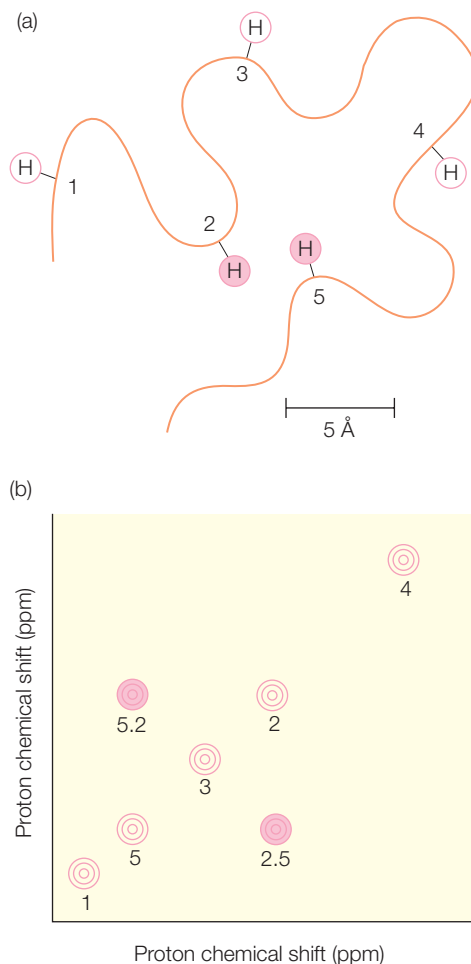 (a)
H
3
H
1
4
H
2
H
H
5
5 Å
(b)
Proton chemical shift (ppm)
4
5.2
2
3
5
2.5
1
Proton chemical shift (ppm)